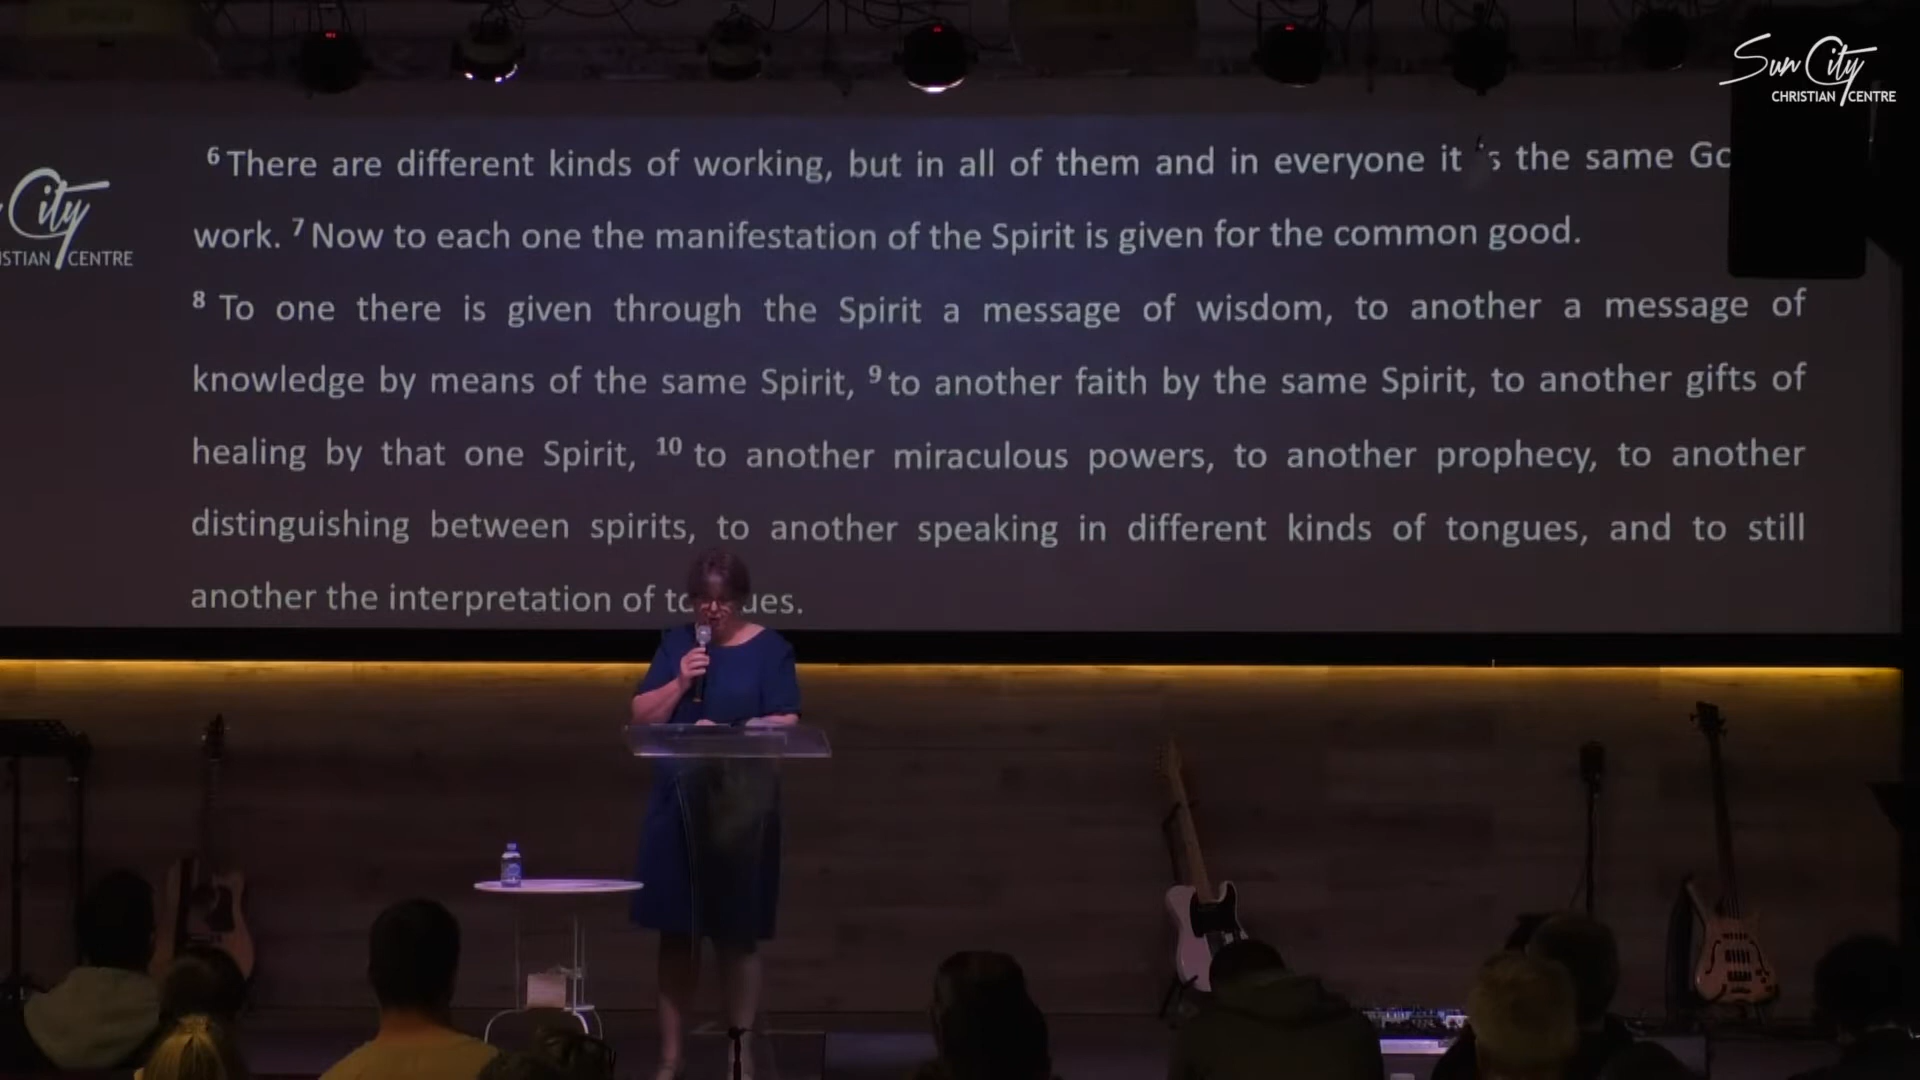 Sun City
CHRISTIAN CENTRE
6 There are different kinds of working, but in all of them and in everyone it the same
work. 7 Now to each one the manifestation of the Spirit is given for the common good.
8 To one there is given through the Spirit a message of wisdom, to another a message of
knowledge by means of the same Spirit, 9 to another faith by the same Spirit, to another gifts of
healing by that one Spirit, 10 to another miraculous powers, to another prophecy, to another
distinguishing between spirits, to another speaking in different kinds of tongues, and to still
another the interpretation of
City
CENTRE